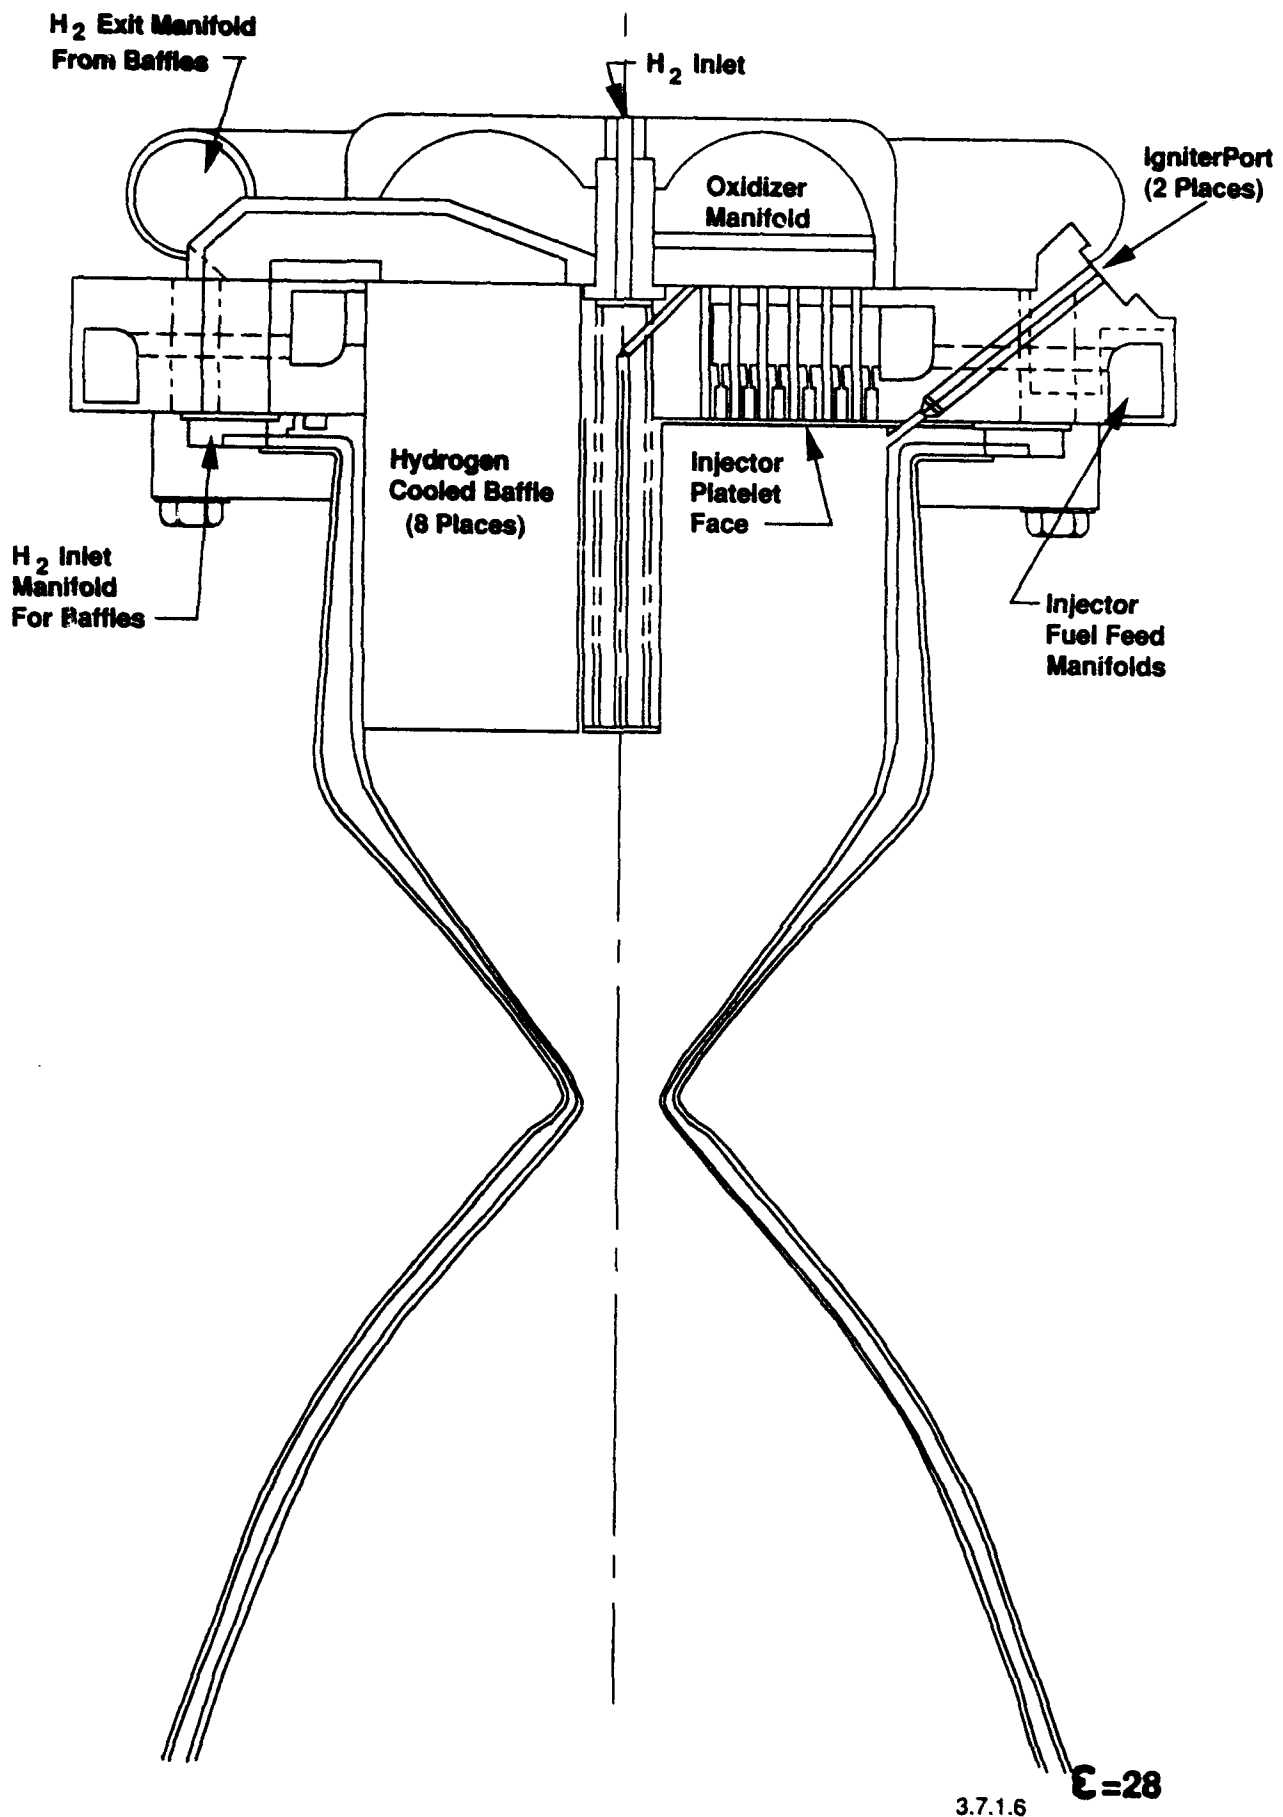 H2 Exit Manifold
From Baffles
H2 Inlet
IgniterPort
(2 Places)
Oxidizer
Manifold
Hydrogen
Cooled Baffle
(8 Places)
Injector
Platelet
Face
H2 Inlet
Manifold
For Baffles
Injector
Fuel Feed
Manifolds
Ɛ=28
3.7.1.6